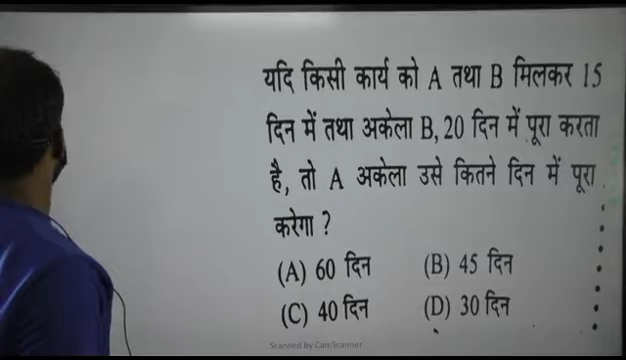 यदि किसी कार्य को A तथा B मिलकर 15
दिन में तथा अकेला B, 20 दिन में पूरा करता
है, तो A अकेला उसे कितने दिन में पूरा
करेगा ?
(A) 60 दिन (B) 45 दिन
(C) 40 दिन (D) 30 दिन
Scanned by CamScanner